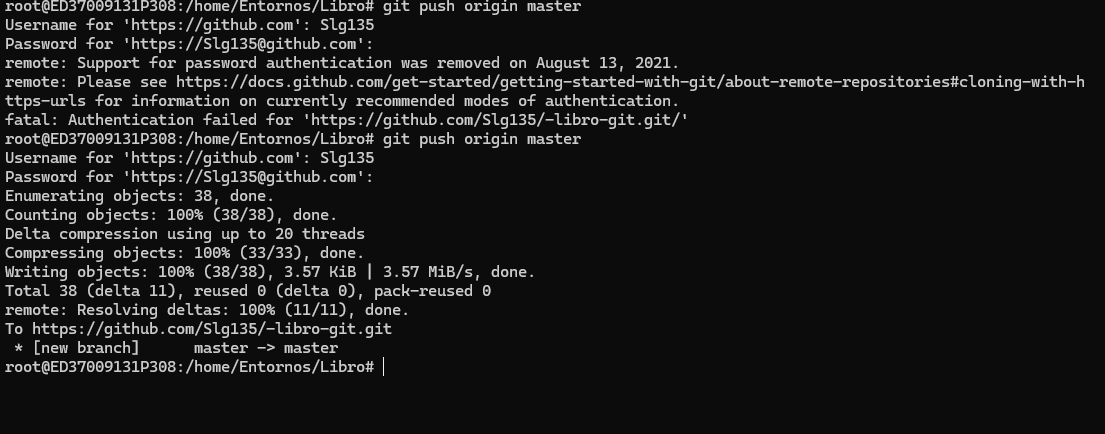 root@ED37009131P308:/home/Entornos/Libro# git push origin master
Username for 'https://github.com': Slg135
Password for 'https://Slg135@github.com':
remote: Support for password authentication was removed on August 13, 2021.
remote: Please see https://docs.github.com/get-started/getting-started-with-git/about-remote-repositories#cloning-with-h
ttps-urls for information on currently recommended modes of authentication.
fatal: Authentication failed for 'https://github.com/Slg135/-libro-git.git/'
root@ED37009131P308:/home/Entornos/Libro# git push origin master
Username for 'https://github.com': Slg135
Password for 'https://Slg135@github.com':
Enumerating objects: 38, done.
Counting objects: 100% (38/38), done.
Delta compression using up to 20 threads
Compressing objects: 100% (33/33), done.
Writing objects: 100% (38/38), 3.57 KiB | 3.57 MiB/s, done.
Total 38 (delta 11), reused 0 (delta 0), pack-reused 0
remote: Resolving deltas: 100% (11/11), done.
To https://github.com/Slg135/-libro-git.git
 * [new branch]      master -> master
root@ED37009131P308:/home/Entornos/Libro#